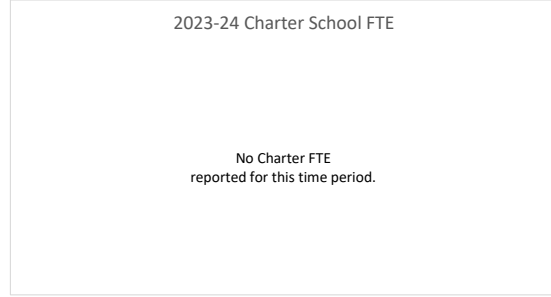 2023-24 Charter School FTE
No Charter FTE
reported for this time period.